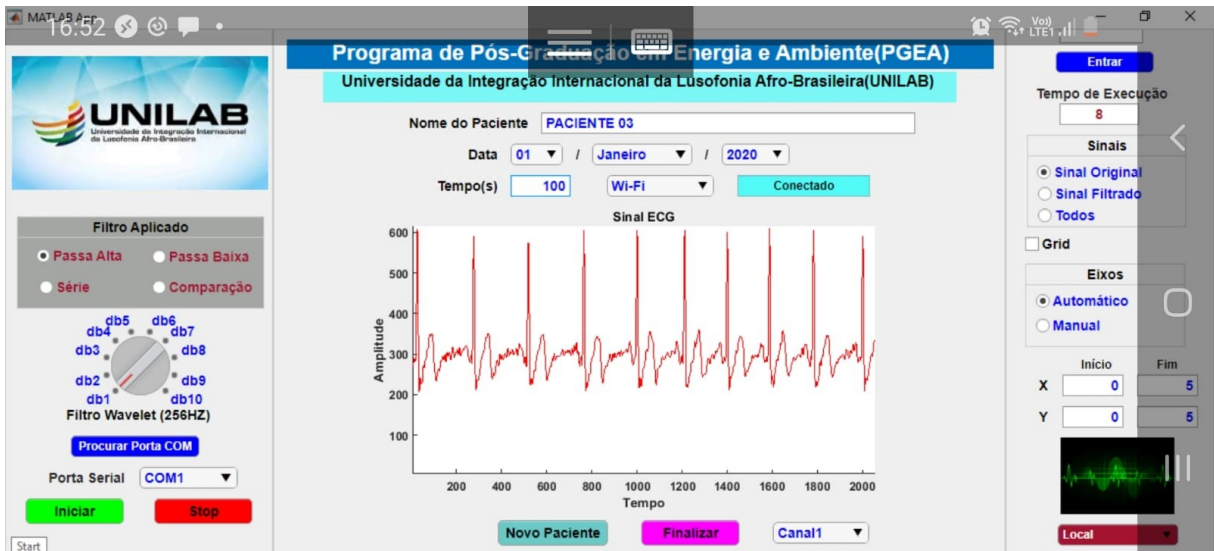 MATLAB App
16:52
Vo))
LTE1
Programa de Pós-Graduação em Energia e Ambiente(PGEA)
Universidade da Integração Internacional da Lusofonia Afro-Brasileira(UNILAB)
UNILAB
Universidade da Integração Internacional
da Lusofonia Afro-Brasileira
Nome do Paciente PACIENTE 03
Data 01 / Janeiro / 2020
Tempo(s) 100 Wi-Fi Conectado
Filtro Aplicado
Passa Alta Passa Baixa
Série Comparação
db5 db6
db4 db7
db3 db8
db2 db9
db1 db10
Filtro Wavelet (256HZ)
Procurar Porta COM
Porta Serial COM1
Iniciar Stop
Start
Sinal ECG
600
500
400
300
200
100
Amplitude
200 400 600 800 1000 1200 1400 1600 1800 2000
Tempo
Novo Paciente Finalizar Canal1
Entrar
Tempo de Execução
8
Sinais
Sinal Original
Sinal Filtrado
Todos
Grid
Eixos
Automático
Manual
Início Fim
X 0 5
Y 0 5
Local